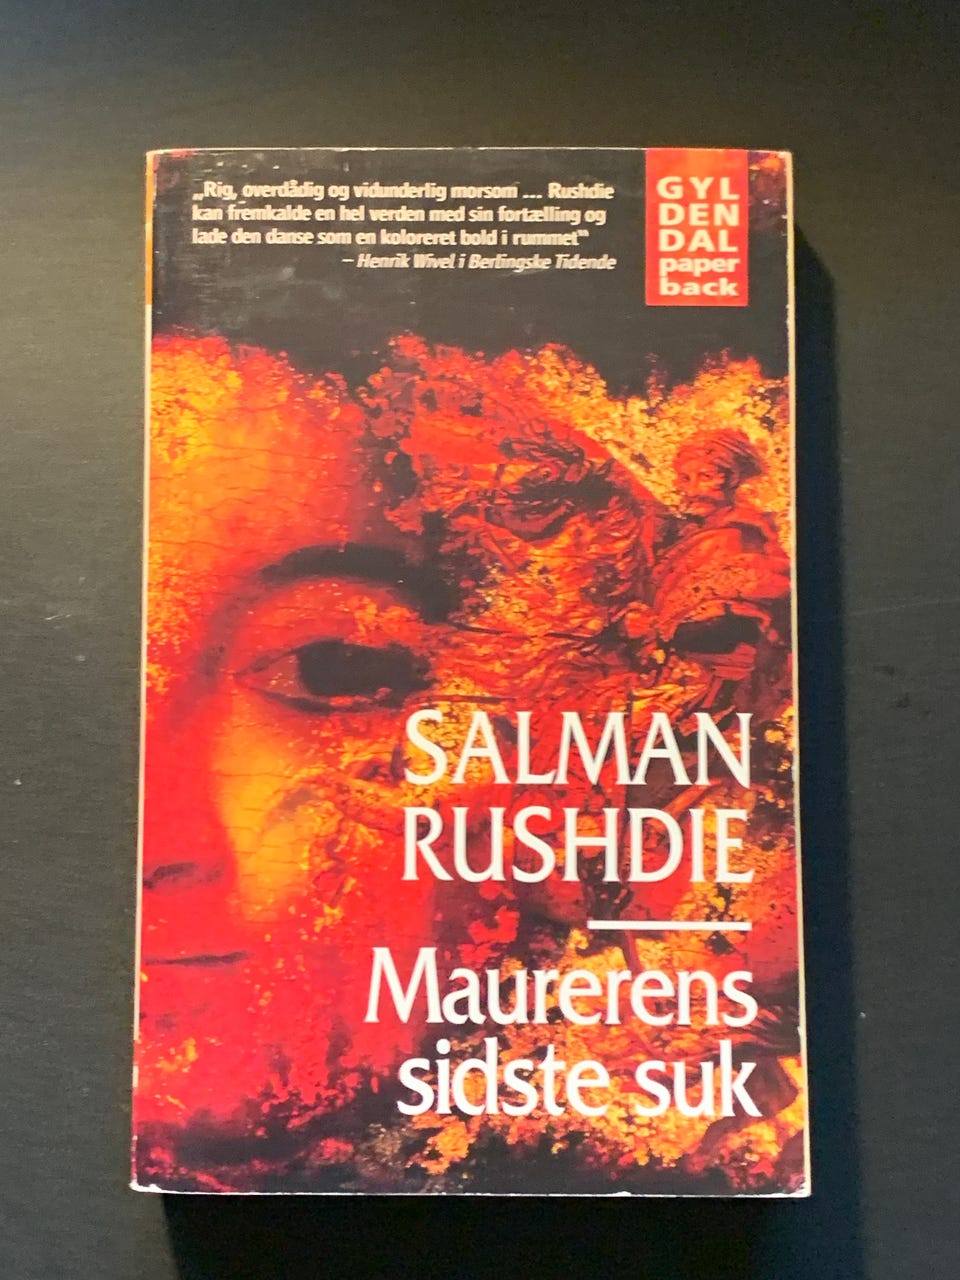 „Rig, overdådig og vidunderlig morsom ... Rushdie
kan fremkalde en hel verden med sin fortælling og
lade den danse som en koloreret bold i rummet“
– Henrik Wivel i Berlingske Tidende
GYL
DEN
DAL
paper
back
SALMAN
RUSHDIE
Maurerens
sidste suk